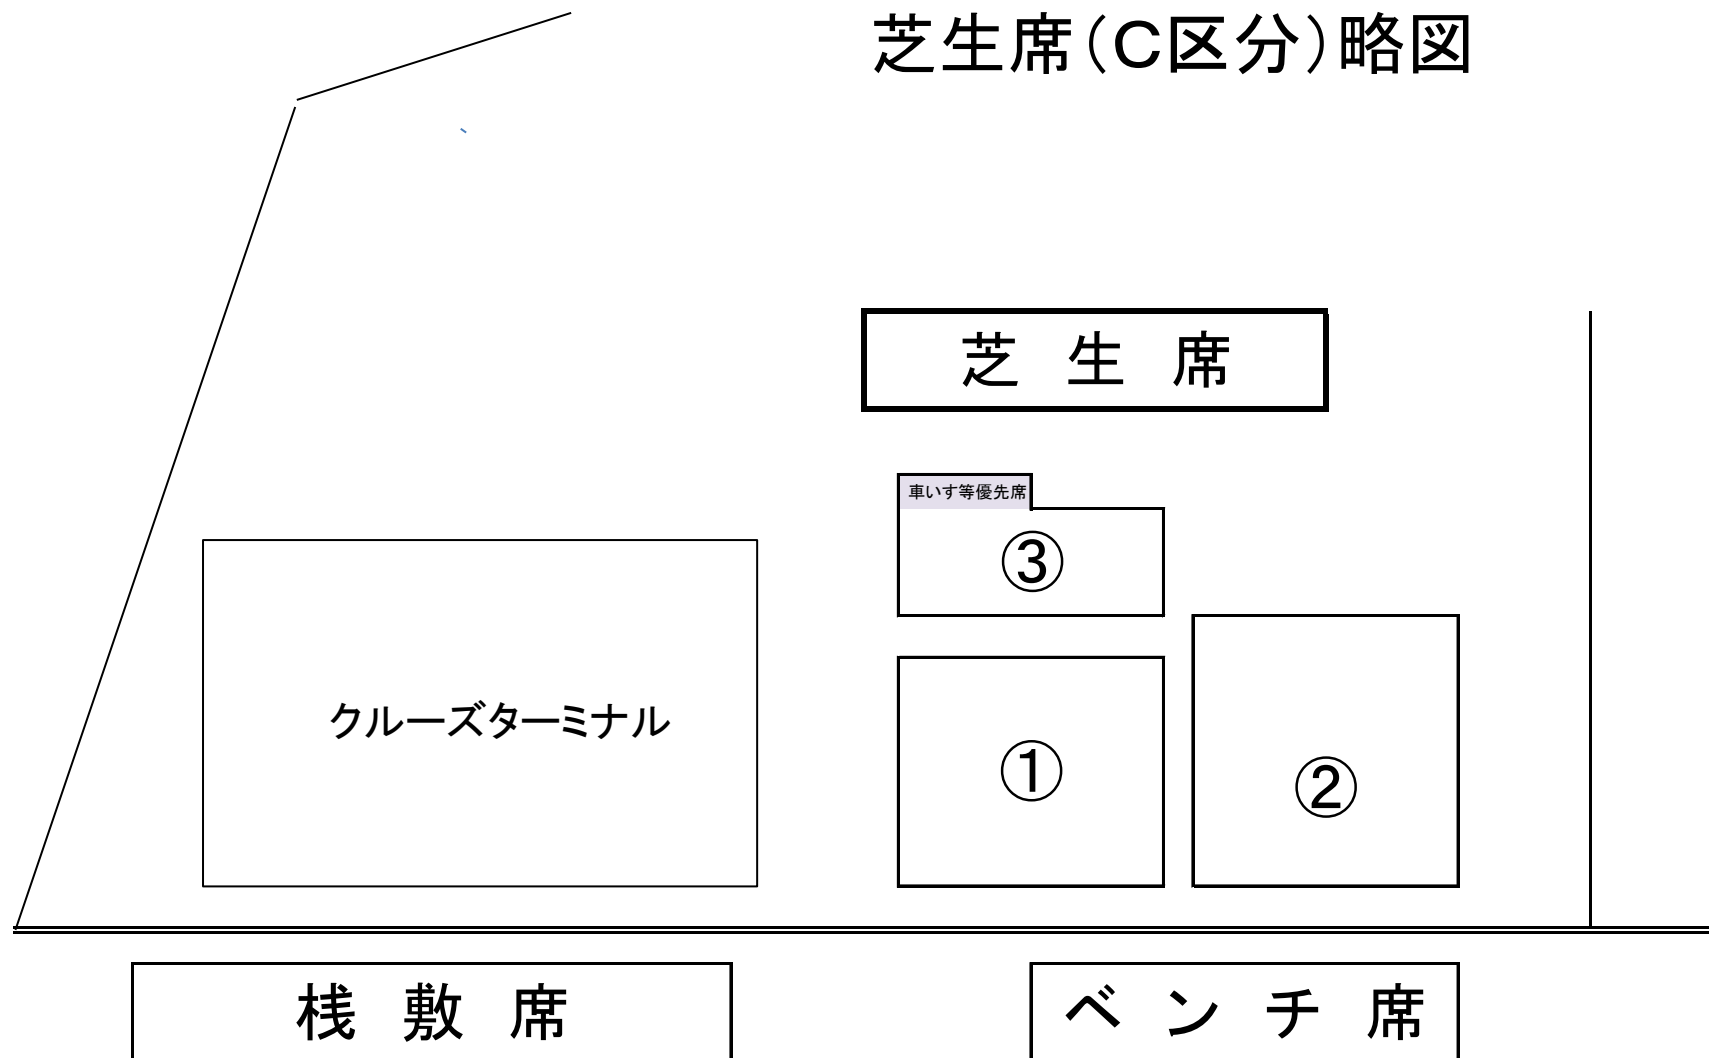 芝生席（C区分）略図
芝生席
車いす等優先席
③
クルーズターミナル
①
②
桟敷席
ベンチ席